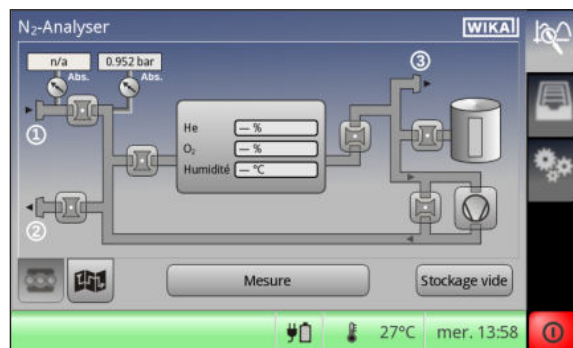 N₂-Analyser
WIKA
n/a
0.952 bar
Abs.
Abs.
③
①
He — %
O₂ — %
Humidité — °C
②
Mesure
Stockage vide
27°C
mer. 13:58